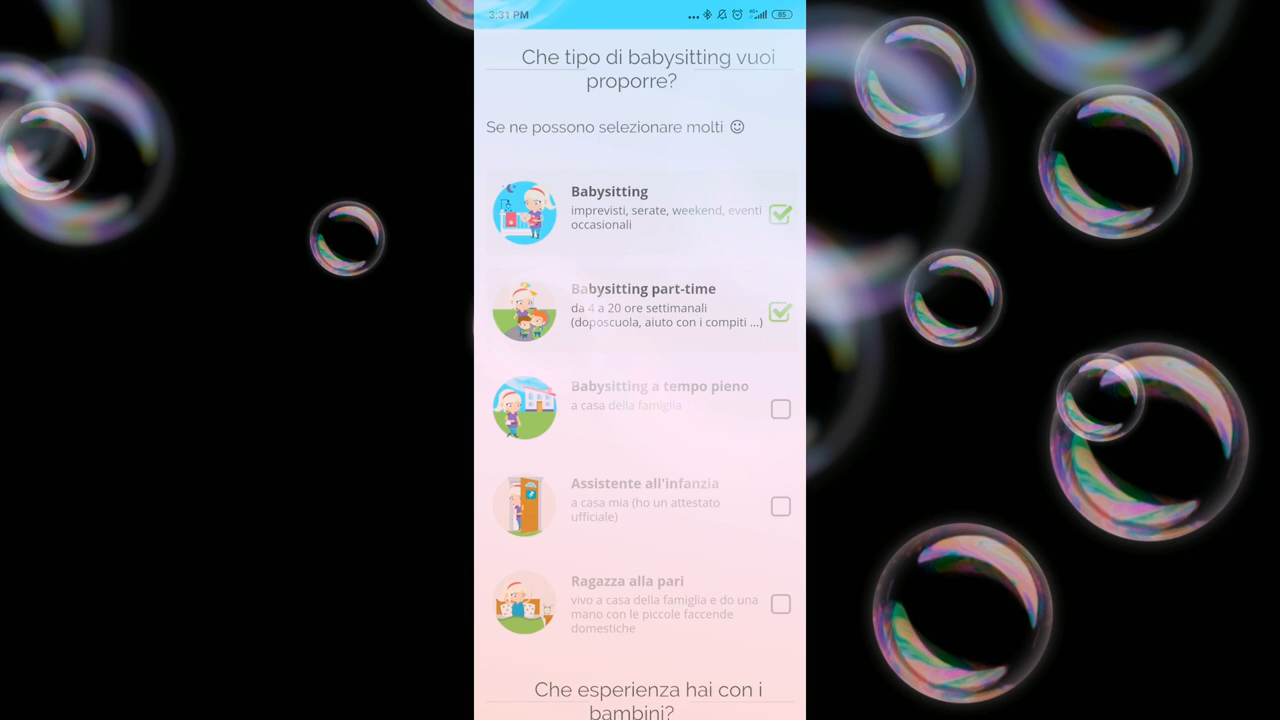 3:31 PM
85
Che tipo di babysitting vuoi
proporre?
Se ne possono selezionare molti
Babysitting
imprevisti, serate, weekend, eventi
occasionali
Babysitting part-time
da 4 a 20 ore settimanali
(doposcuola, aiuto con i compiti ...)
Babysitting a tempo pieno
a casa della famiglia
Assistente all'infanzia
a casa mia (ho un attestato
ufficiale)
Ragazza alla pari
vivo a casa della famiglia e do una
mano con le piccole faccende
domestiche
Che esperienza hai con i
bambini?